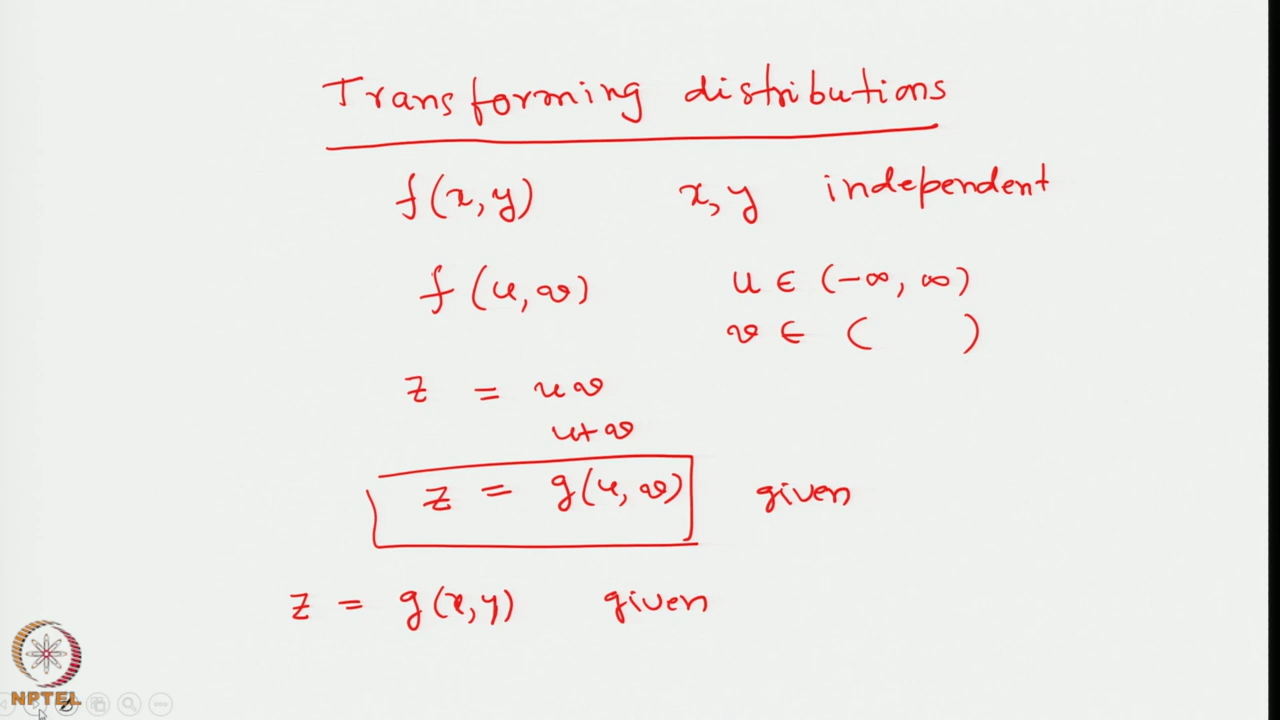 Transforming distributions
f(x,y) x,y independent
f(u,v) u ∈ (-∞, ∞)
v ∈ ( )
z = uv
u+v
z = g(u,v) given
z = g(x,y) given
NPTEL